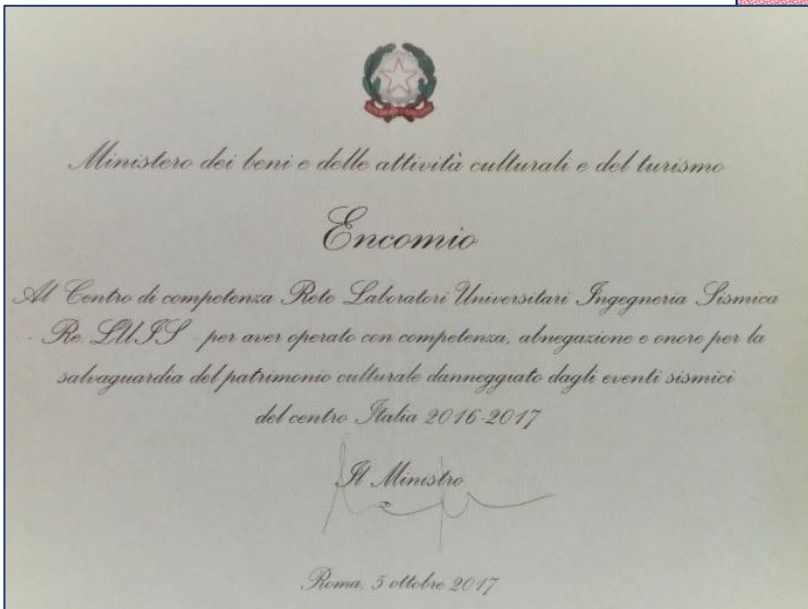 Ministero dei beni e delle attività culturali e del turismo
Encomio
Al Centro di competenza Rete Laboratori Universitari Ingegneria Sismica
- Re LUIS - per aver operato con competenza, abnegazione e onore per la
salvaguardia del patrimonio culturale danneggiato dagli eventi sismici
del centro Italia 2016-2017
Il Ministro
Roma, 5 ottobre 2017